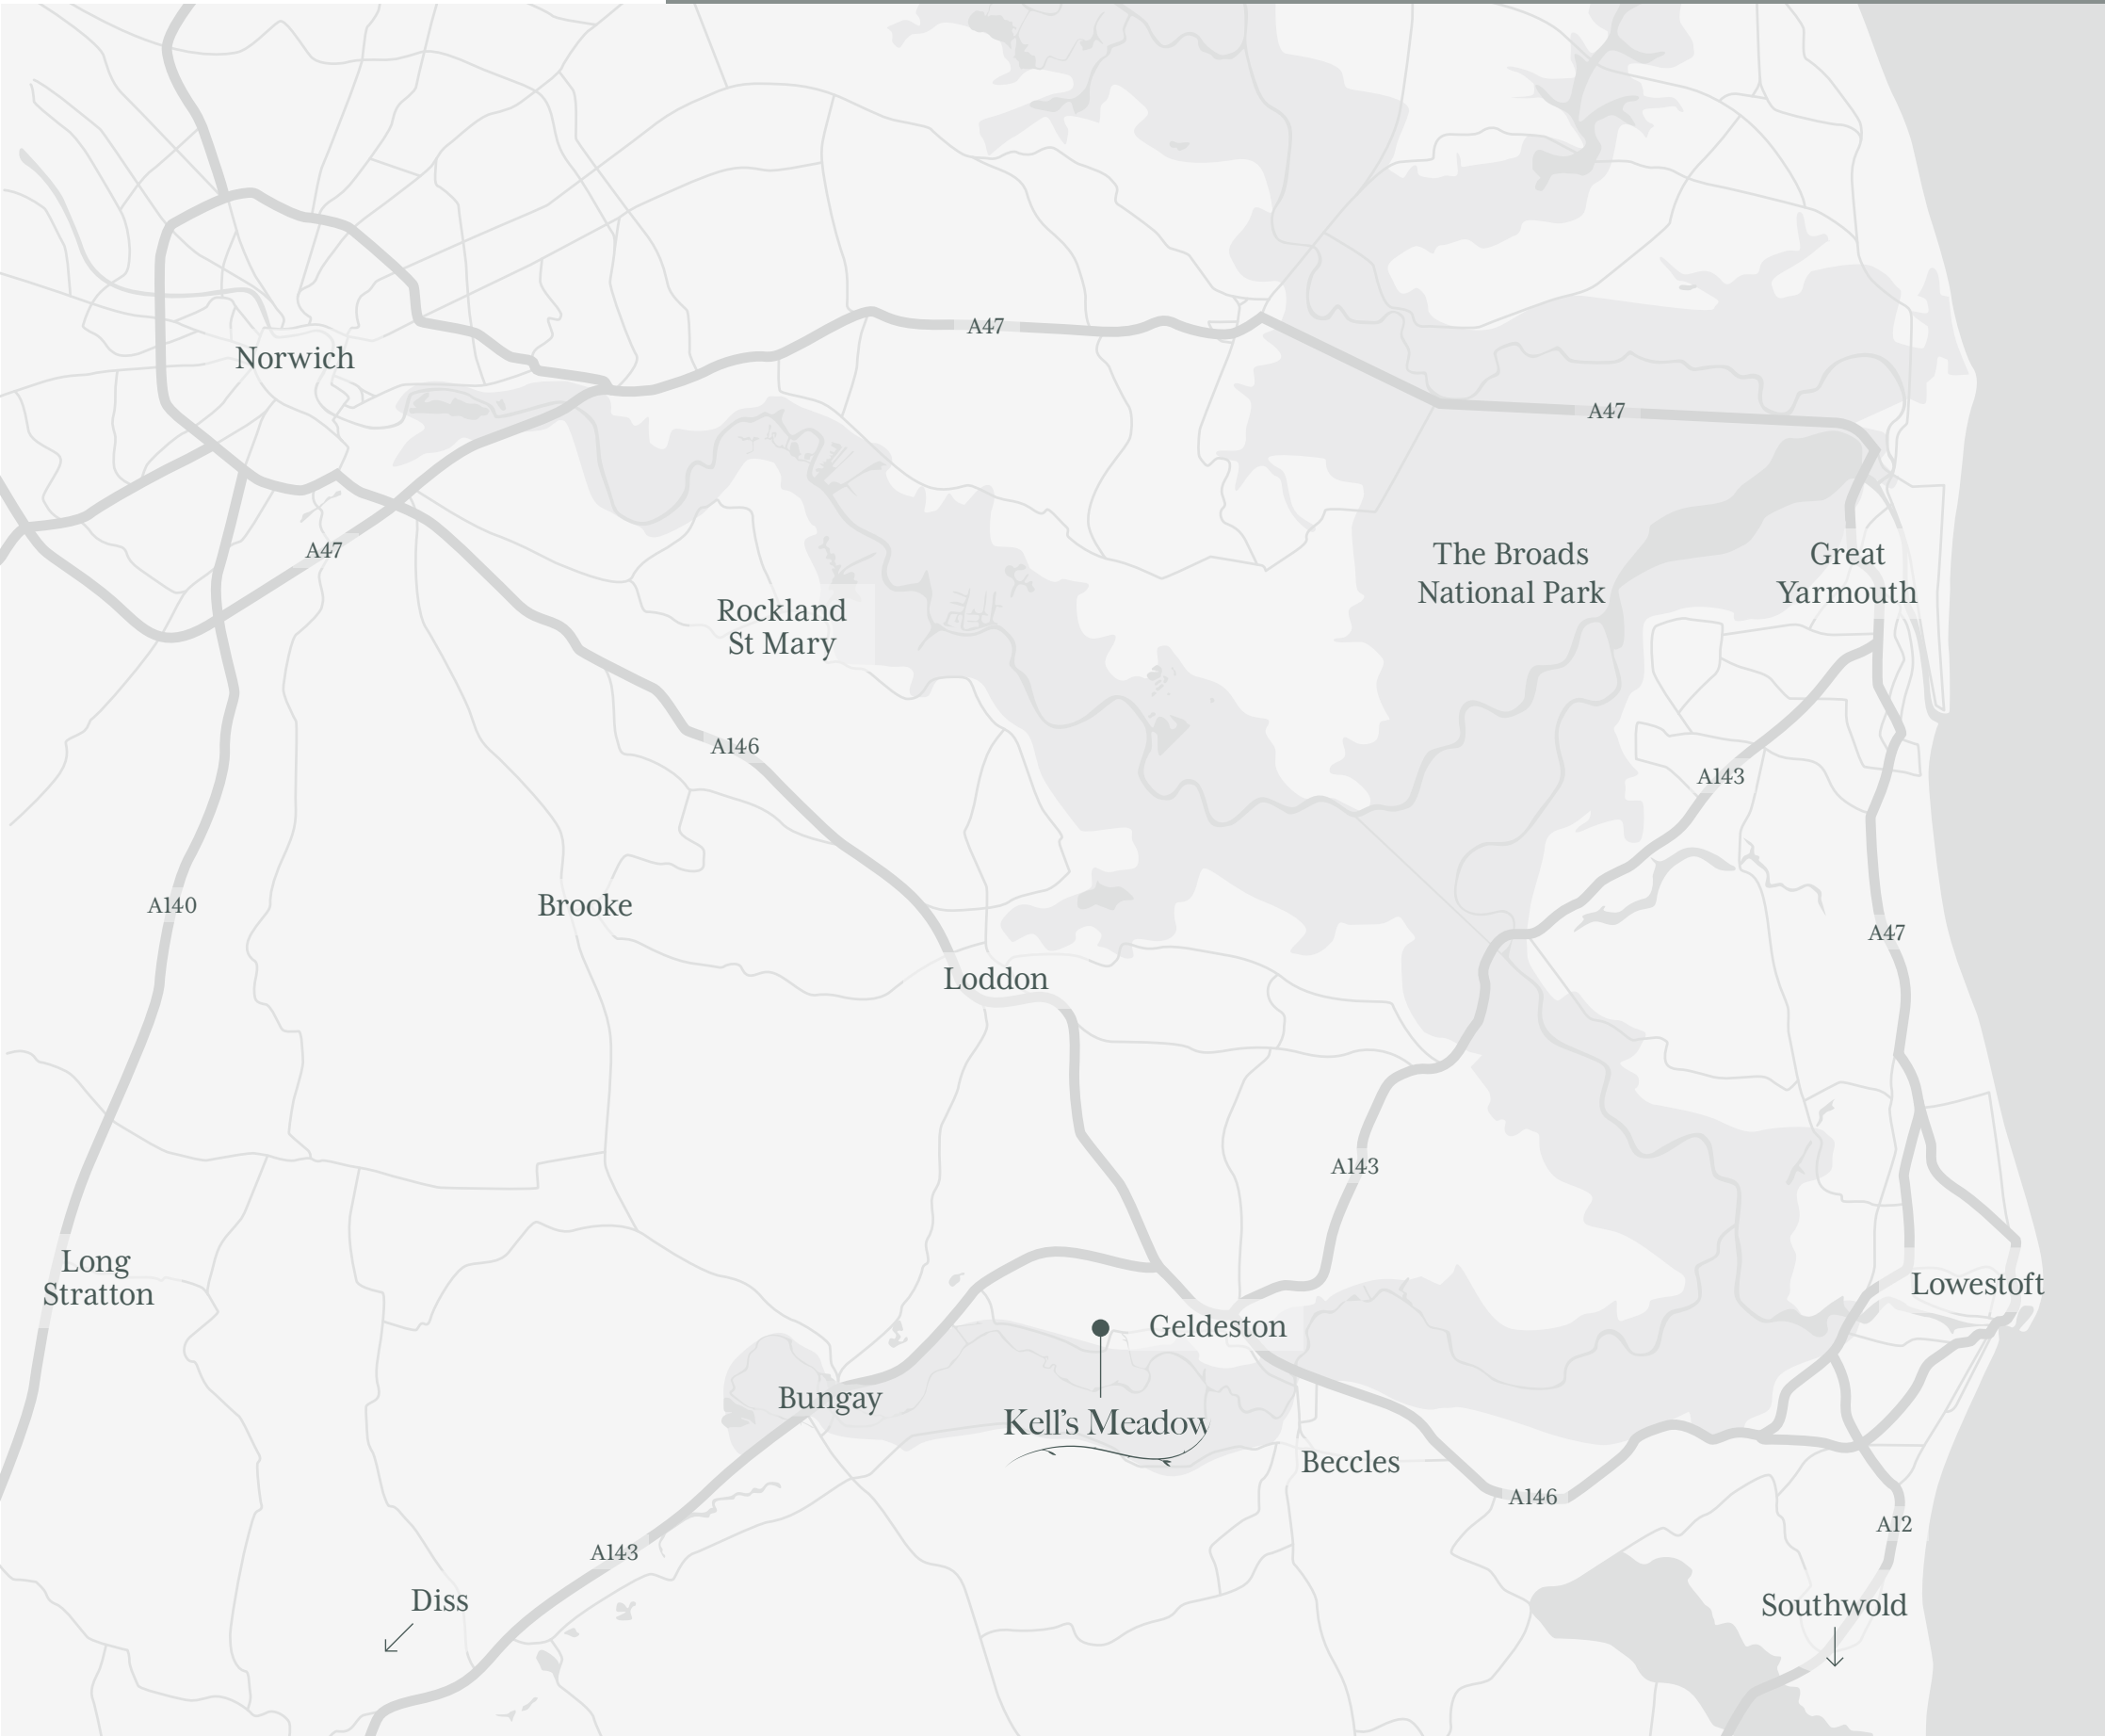 A47
Norwich
A47
The Broads
National Park
Great
Yarmouth
A47
Rockland
St Mary
A146
A143
A140
Brooke
A47
Loddon
A143
Long
Stratton
Lowestoft
Geldeston
Bungay
Kell's Meadow
Beccles
A146
A12
A143
Diss
Southwold